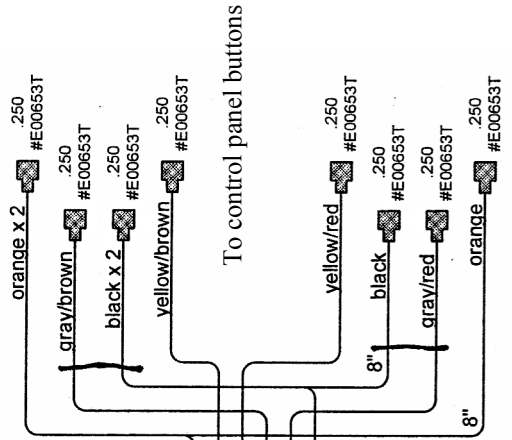 orange x 2
.250
#E00653T
gray/brown
.250
#E00653T
black x 2
.250
#E00653T
yellow/brown
.250
#E00653T
To control panel buttons
yellow/red
.250
#E00653T
8"
black
.250
#E00653T
gray/red
.250
#E00653T
8"
orange
.250
#E00653T